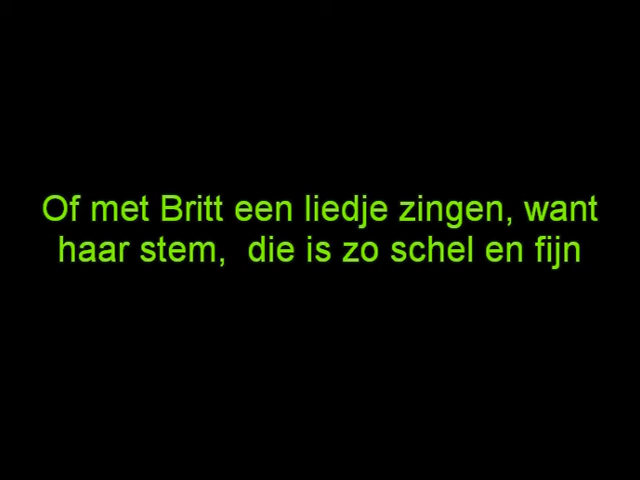 Of met Britt een liedje zingen, want
haar stem,  die is zo schel en fijn